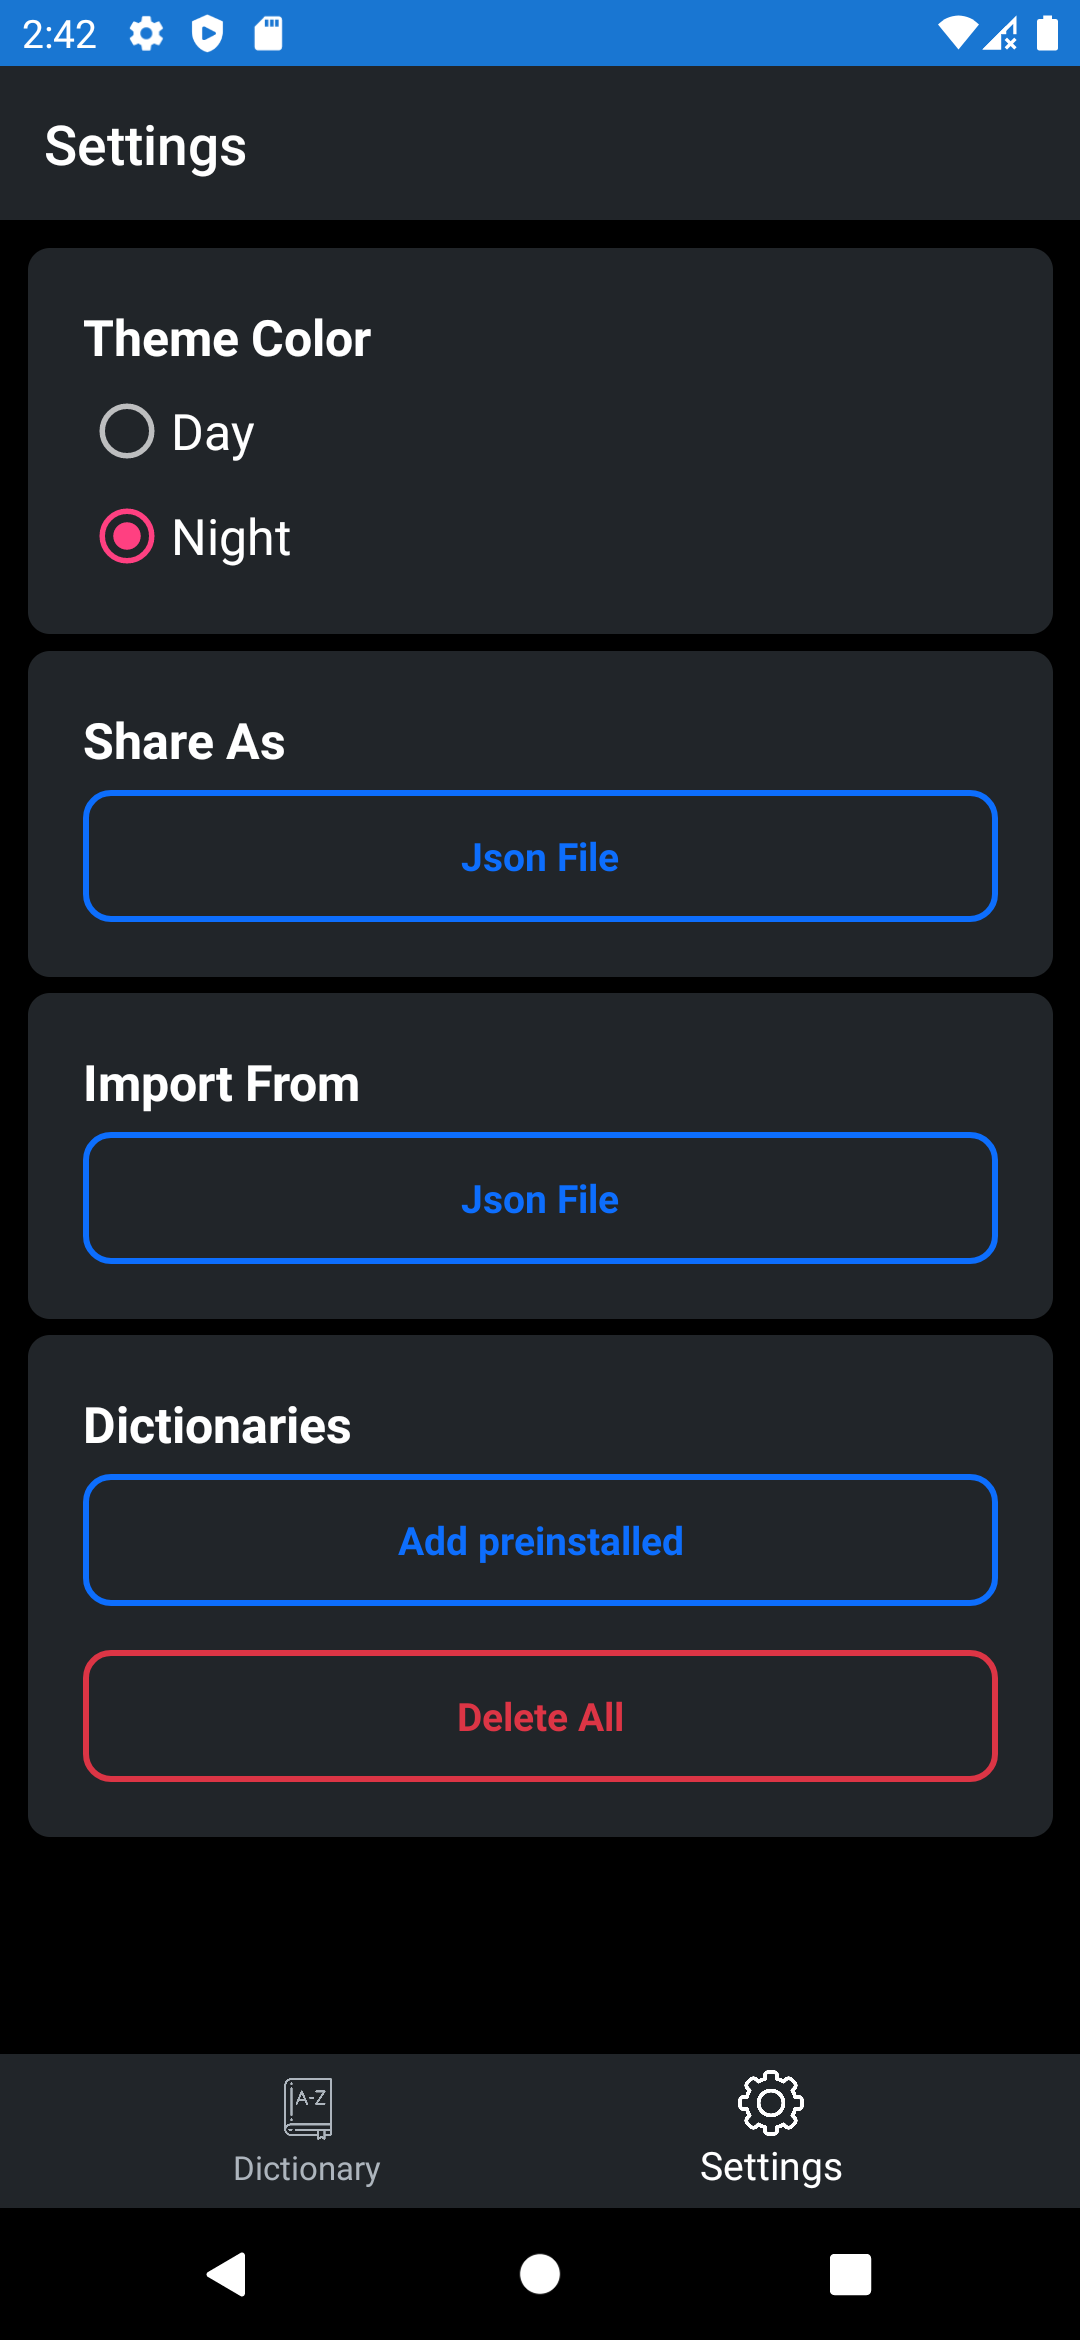 2:42
Settings
Theme Color
Day
Night
Share As
Json File
Import From
Json File
Dictionaries
Add preinstalled
Delete All
A-Z
Dictionary
Settings